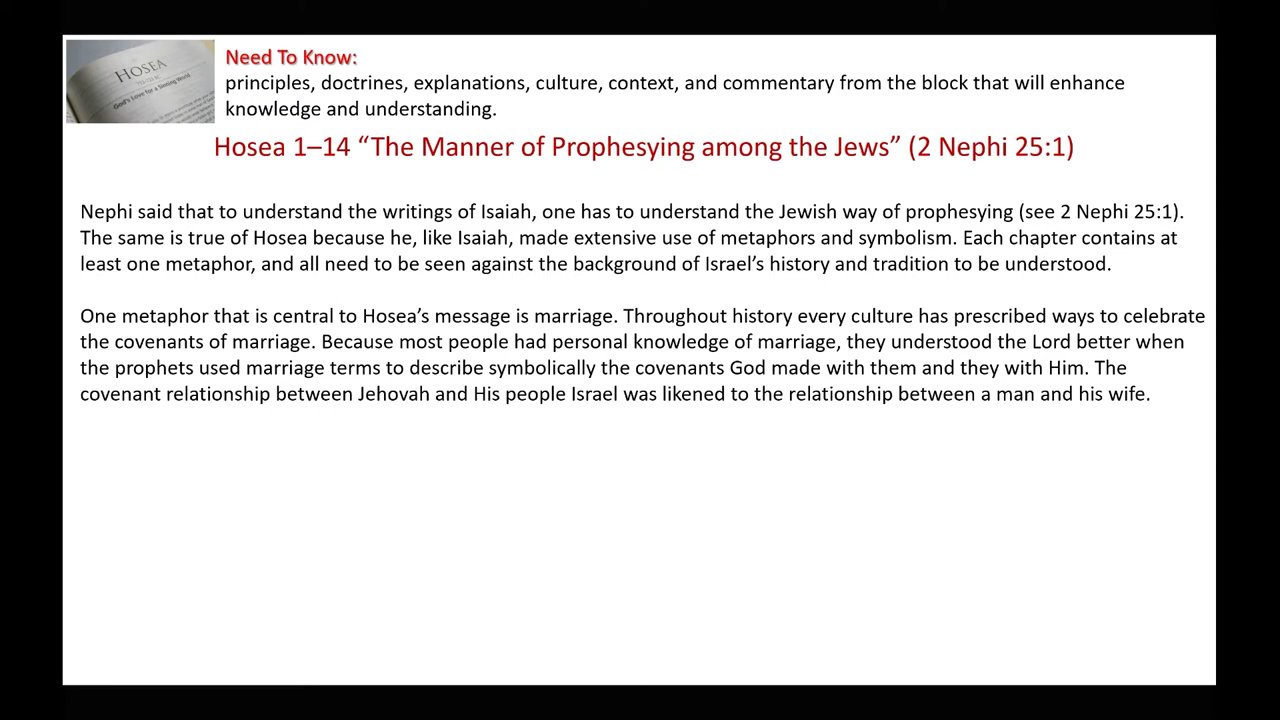 HOSEA
God's Love for a Sinning World
Need To Know:
principles, doctrines, explanations, culture, context, and commentary from the block that will enhance
knowledge and understanding.
Hosea 1–14 “The Manner of Prophesying among the Jews” (2 Nephi 25:1)
Nephi said that to understand the writings of Isaiah, one has to understand the Jewish way of prophesying (see 2 Nephi 25:1).
The same is true of Hosea because he, like Isaiah, made extensive use of metaphors and symbolism. Each chapter contains at
least one metaphor, and all need to be seen against the background of Israel’s history and tradition to be understood.
One metaphor that is central to Hosea’s message is marriage. Throughout history every culture has prescribed ways to celebrate
the covenants of marriage. Because most people had personal knowledge of marriage, they understood the Lord better when
the prophets used marriage terms to describe symbolically the covenants God made with them and they with Him. The
covenant relationship between Jehovah and His people Israel was likened to the relationship between a man and his wife.